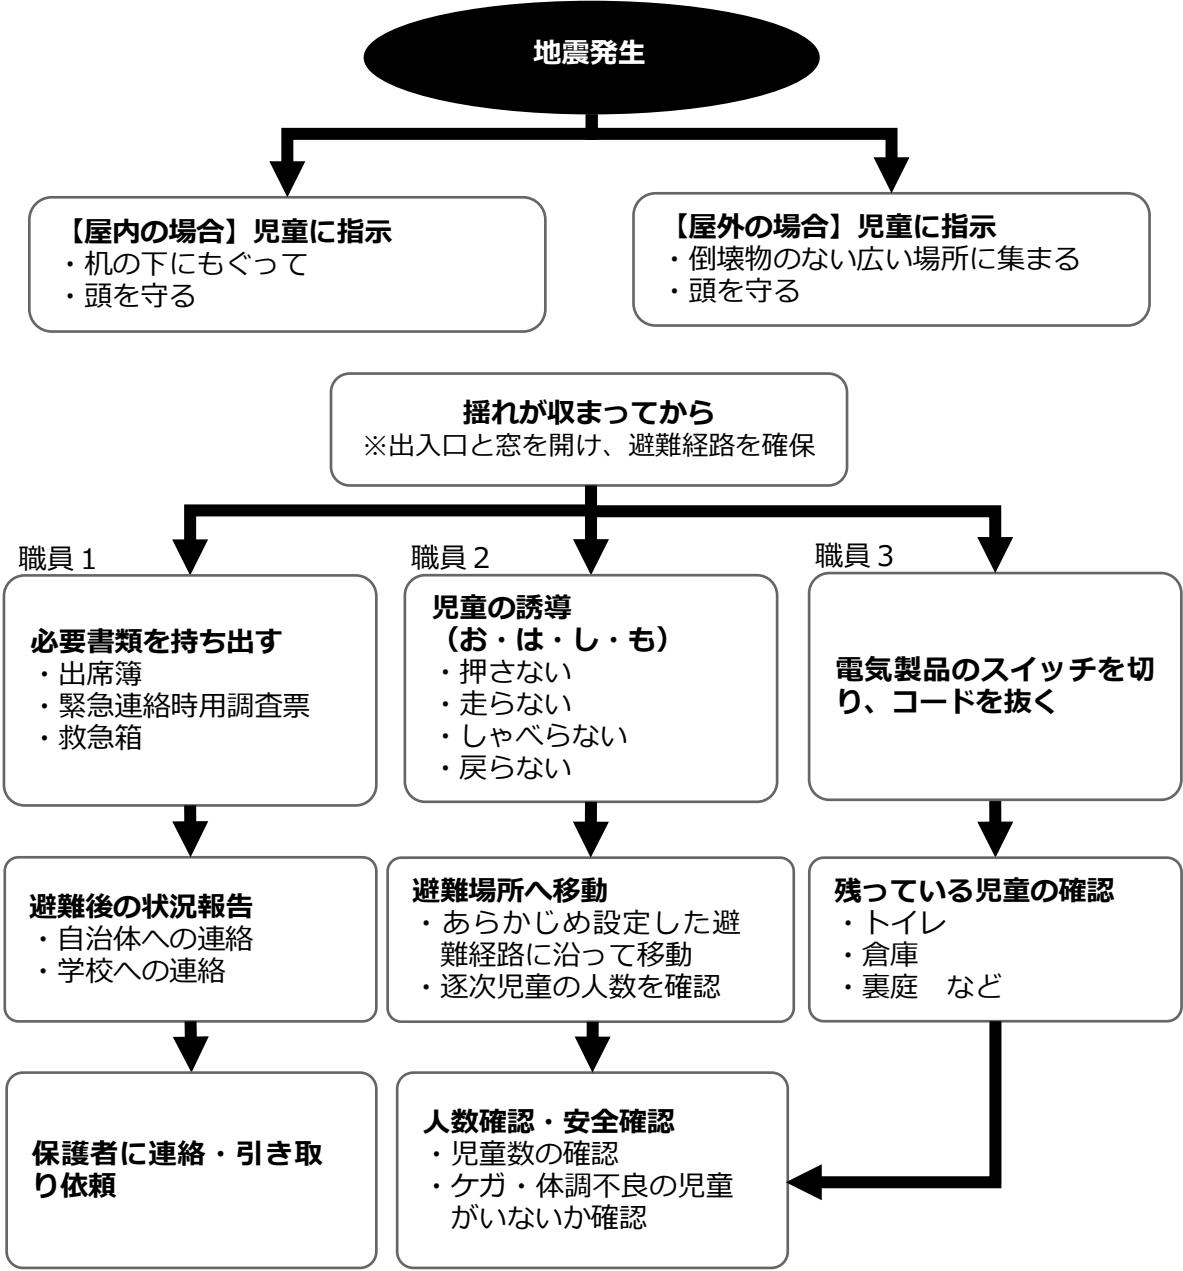 地震発生
【屋内の場合】児童に指示
・机の下にもぐって
・頭を守る
【屋外の場合】児童に指示
・倒壊物のない広い場所に集まる
・頭を守る
揺れが収まってから
※出入口と窓を開け、避難経路を確保
職員１
必要書類を持ち出す
・出席簿
・緊急連絡時用調査票
・救急箱
職員２
児童の誘導
（お・は・し・も）
・押さない
・走らない
・しゃべらない
・戻らない
職員３
電気製品のスイッチを切
り、コードを抜く
避難後の状況報告
・自治体への連絡
・学校への連絡
避難場所へ移動
・あらかじめ設定した避
難経路に沿って移動
・逐次児童の人数を確認
残っている児童の確認
・トイレ
・倉庫
・裏庭　など
保護者に連絡・引き取
り依頼
人数確認・安全確認
・児童数の確認
・ケガ・体調不良の児童
がいないか確認